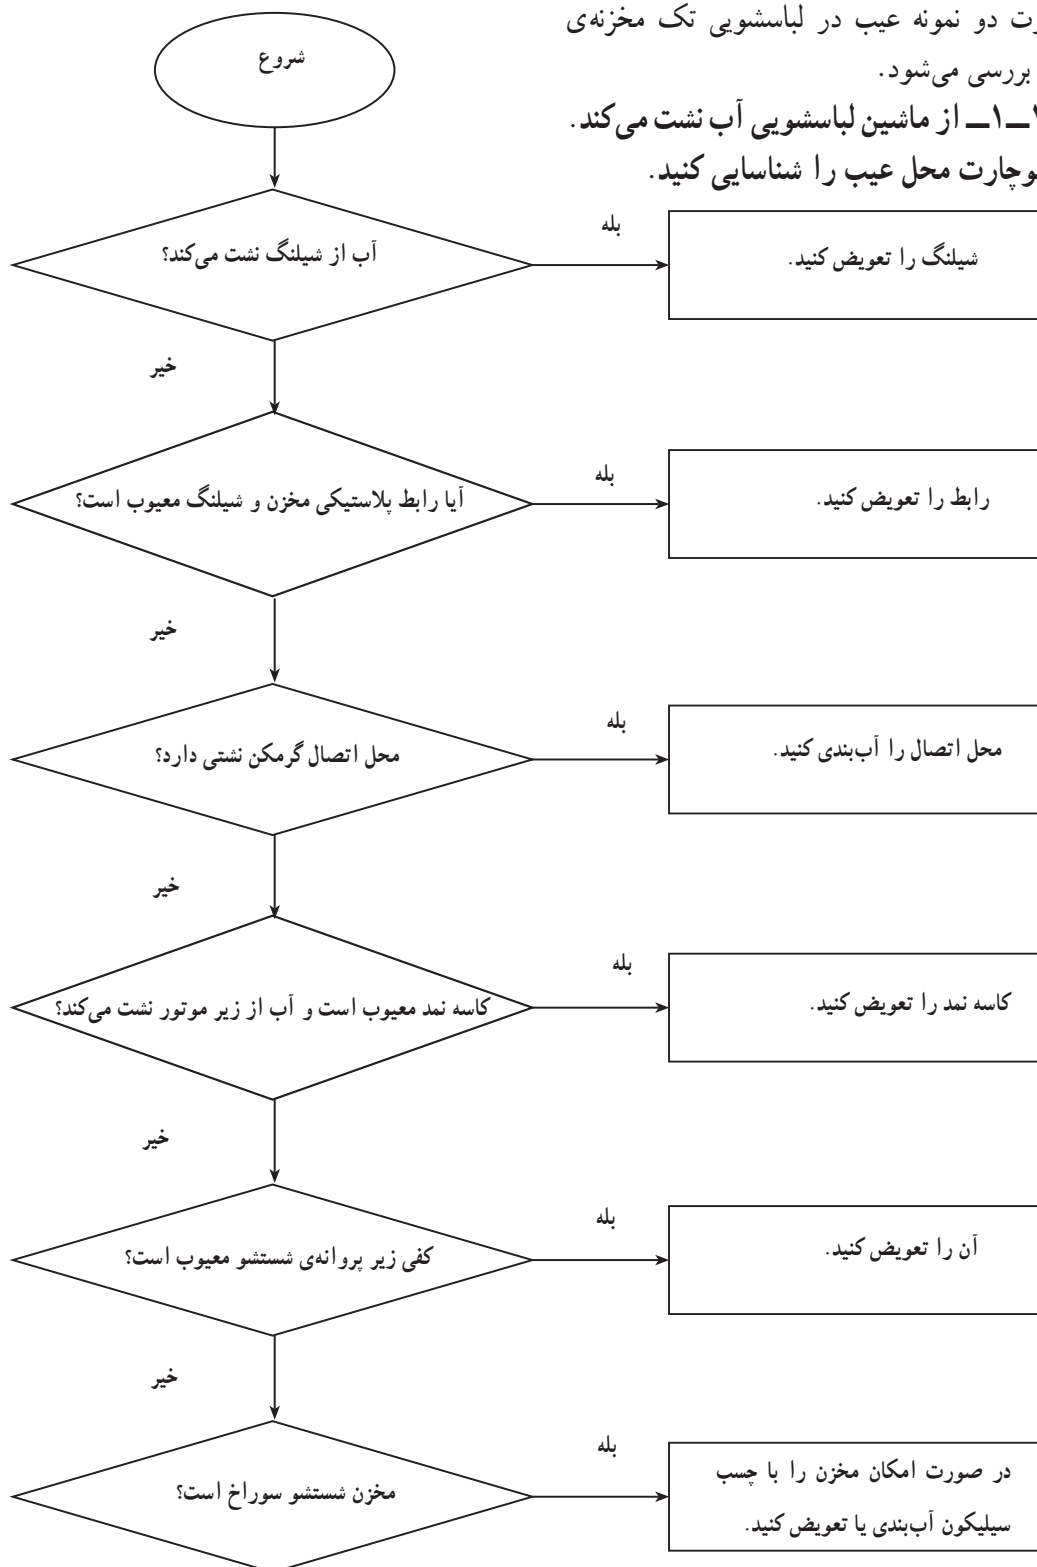 دو نمونه عیب در لباسشویی تک مخزنه‌ی
بررسی می‌شود.
ــ۱ــ از ماشین لباسشویی آب نشت می‌کند.
محل عیب را شناسایی کنید.
شروع
آب از شیلنگ نشت می‌کند؟
بله
شیلنگ را تعویض کنید.
خیر
آیا رابط پلاستیکی مخزن و شیلنگ معیوب است؟
بله
رابط را تعویض کنید.
خیر
محل اتصال گرمکن نشتی دارد؟
بله
محل اتصال را آب‌بندی کنید.
خیر
کاسه نمد معیوب است و آب از زیر موتور نشت می‌کند؟
بله
کاسه نمد را تعویض کنید.
خیر
کفی زیر پروانه‌ی شستشو معیوب است؟
بله
آن را تعویض کنید.
خیر
مخزن شستشو سوراخ است؟
بله
در صورت امکان مخزن را با چسب
سیلیکون آب‌بندی یا تعویض کنید.